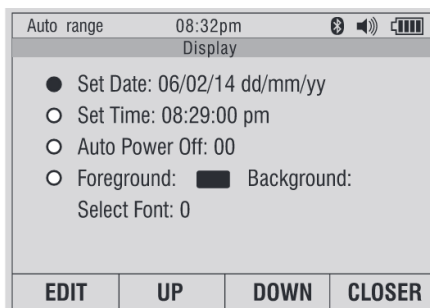 Auto range 08:32pm
Display
Set Date: 06/02/14 dd/mm/yy
Set Time: 08:29:00 pm
Auto Power Off: 00
Foreground: Background:
Select Font: 0
EDIT UP DOWN CLOSER